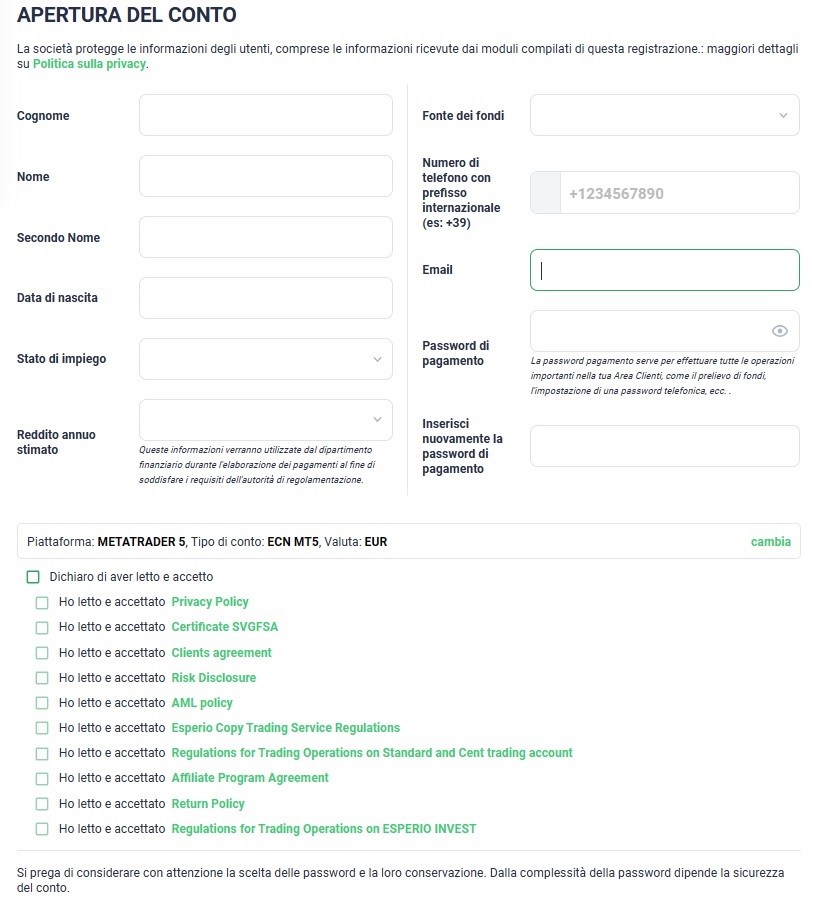 APERTURA DEL CONTO
La società protegge le informazioni degli utenti, comprese le informazioni ricevute dai moduli compilati di questa registrazione.: maggiori dettagli
su Politica sulla privacy.
Cognome
Nome
Secondo Nome
Data di nascita
Stato di impiego
Reddito annuo
stimato
Queste informazioni verranno utilizzate dal dipartimento
finanziario durante l'elaborazione dei pagamenti al fine di
soddisfare i requisiti dell'autorità di regolamentazione.
Fonte dei fondi
Numero di
telefono con
prefisso
internazionale
(es: +39)
+1234567890
Email
Password di
pagamento
La password pagamento serve per effettuare tutte le operazioni
importanti nella tua Area Clienti, come il prelievo di fondi,
l'impostazione di una password telefonica, ecc. .
Inserisci
nuovamente la
password di
pagamento
Piattaforma: METATRADER 5, Tipo di conto: ECN MT5, Valuta: EUR
cambia
Dichiaro di aver letto e accetto
Ho letto e accettato Privacy Policy
Ho letto e accettato Certificate SVGFSA
Ho letto e accettato Clients agreement
Ho letto e accettato Risk Disclosure
Ho letto e accettato AML policy
Ho letto e accettato Esperio Copy Trading Service Regulations
Ho letto e accettato Regulations for Trading Operations on Standard and Cent trading account
Ho letto e accettato Affiliate Program Agreement
Ho letto e accettato Return Policy
Ho letto e accettato Regulations for Trading Operations on ESPERIO INVEST
Si prega di considerare con attenzione la scelta delle password e la loro conservazione. Dalla complessità della password dipende la sicurezza
del conto.